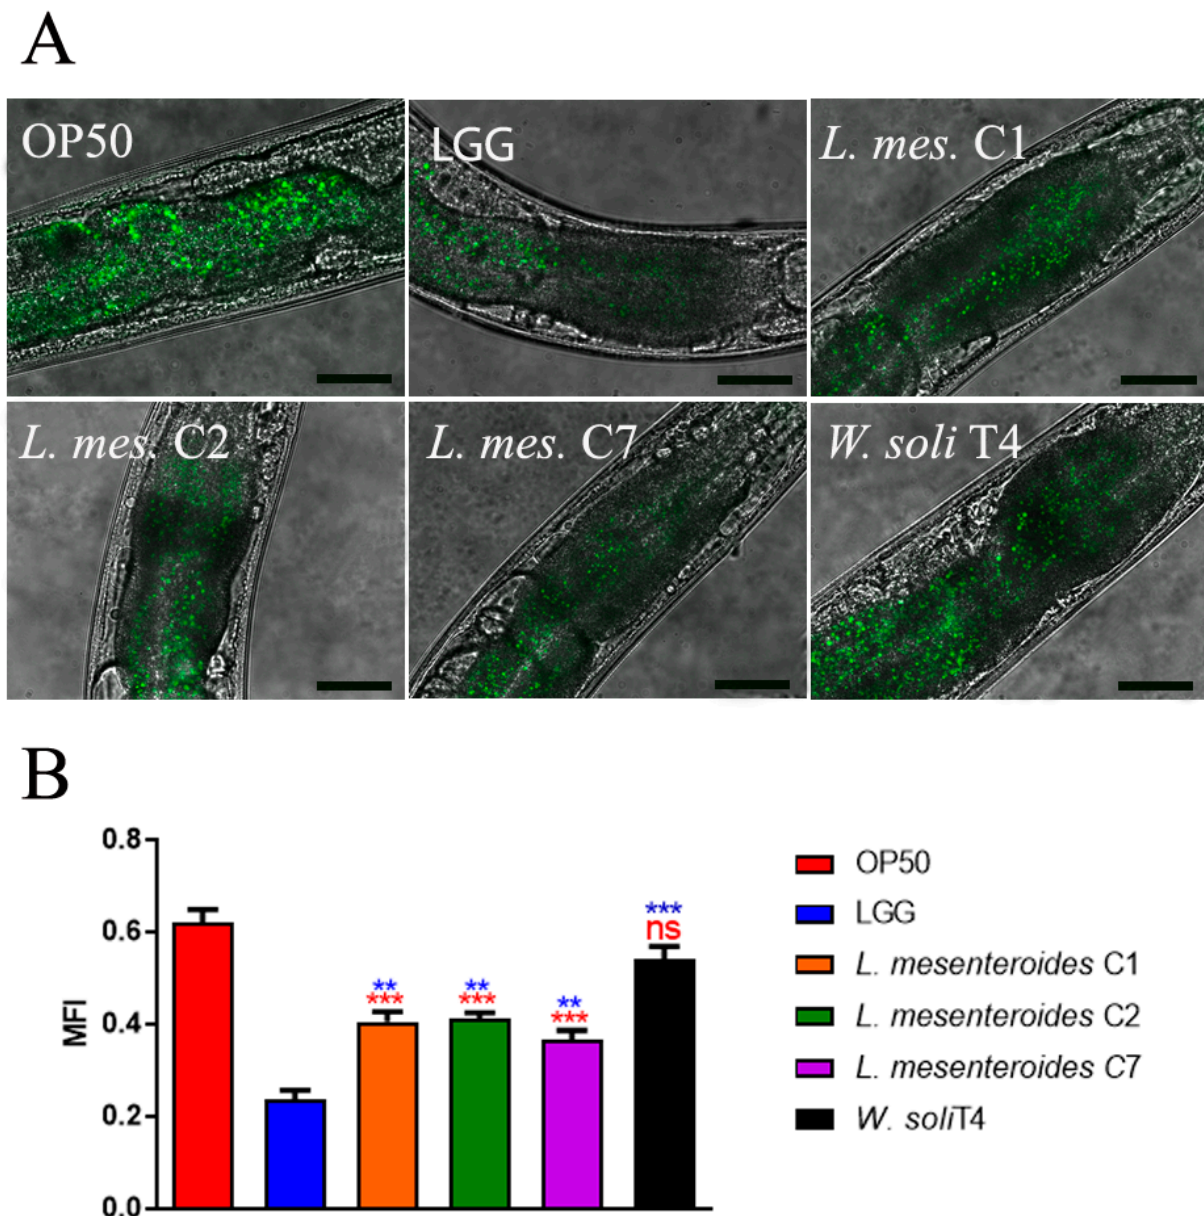 A
OP50
LGG
L. mes. C1
L. mes. C2
L. mes. C7
W. soli T4
B
MFI
0.8
0.6
0.4
0.2
0.0
**
***
**
***
**
***
***
ns
OP50
LGG
L. mesenteroides C1
L. mesenteroides C2
L. mesenteroides C7
W. soliT4